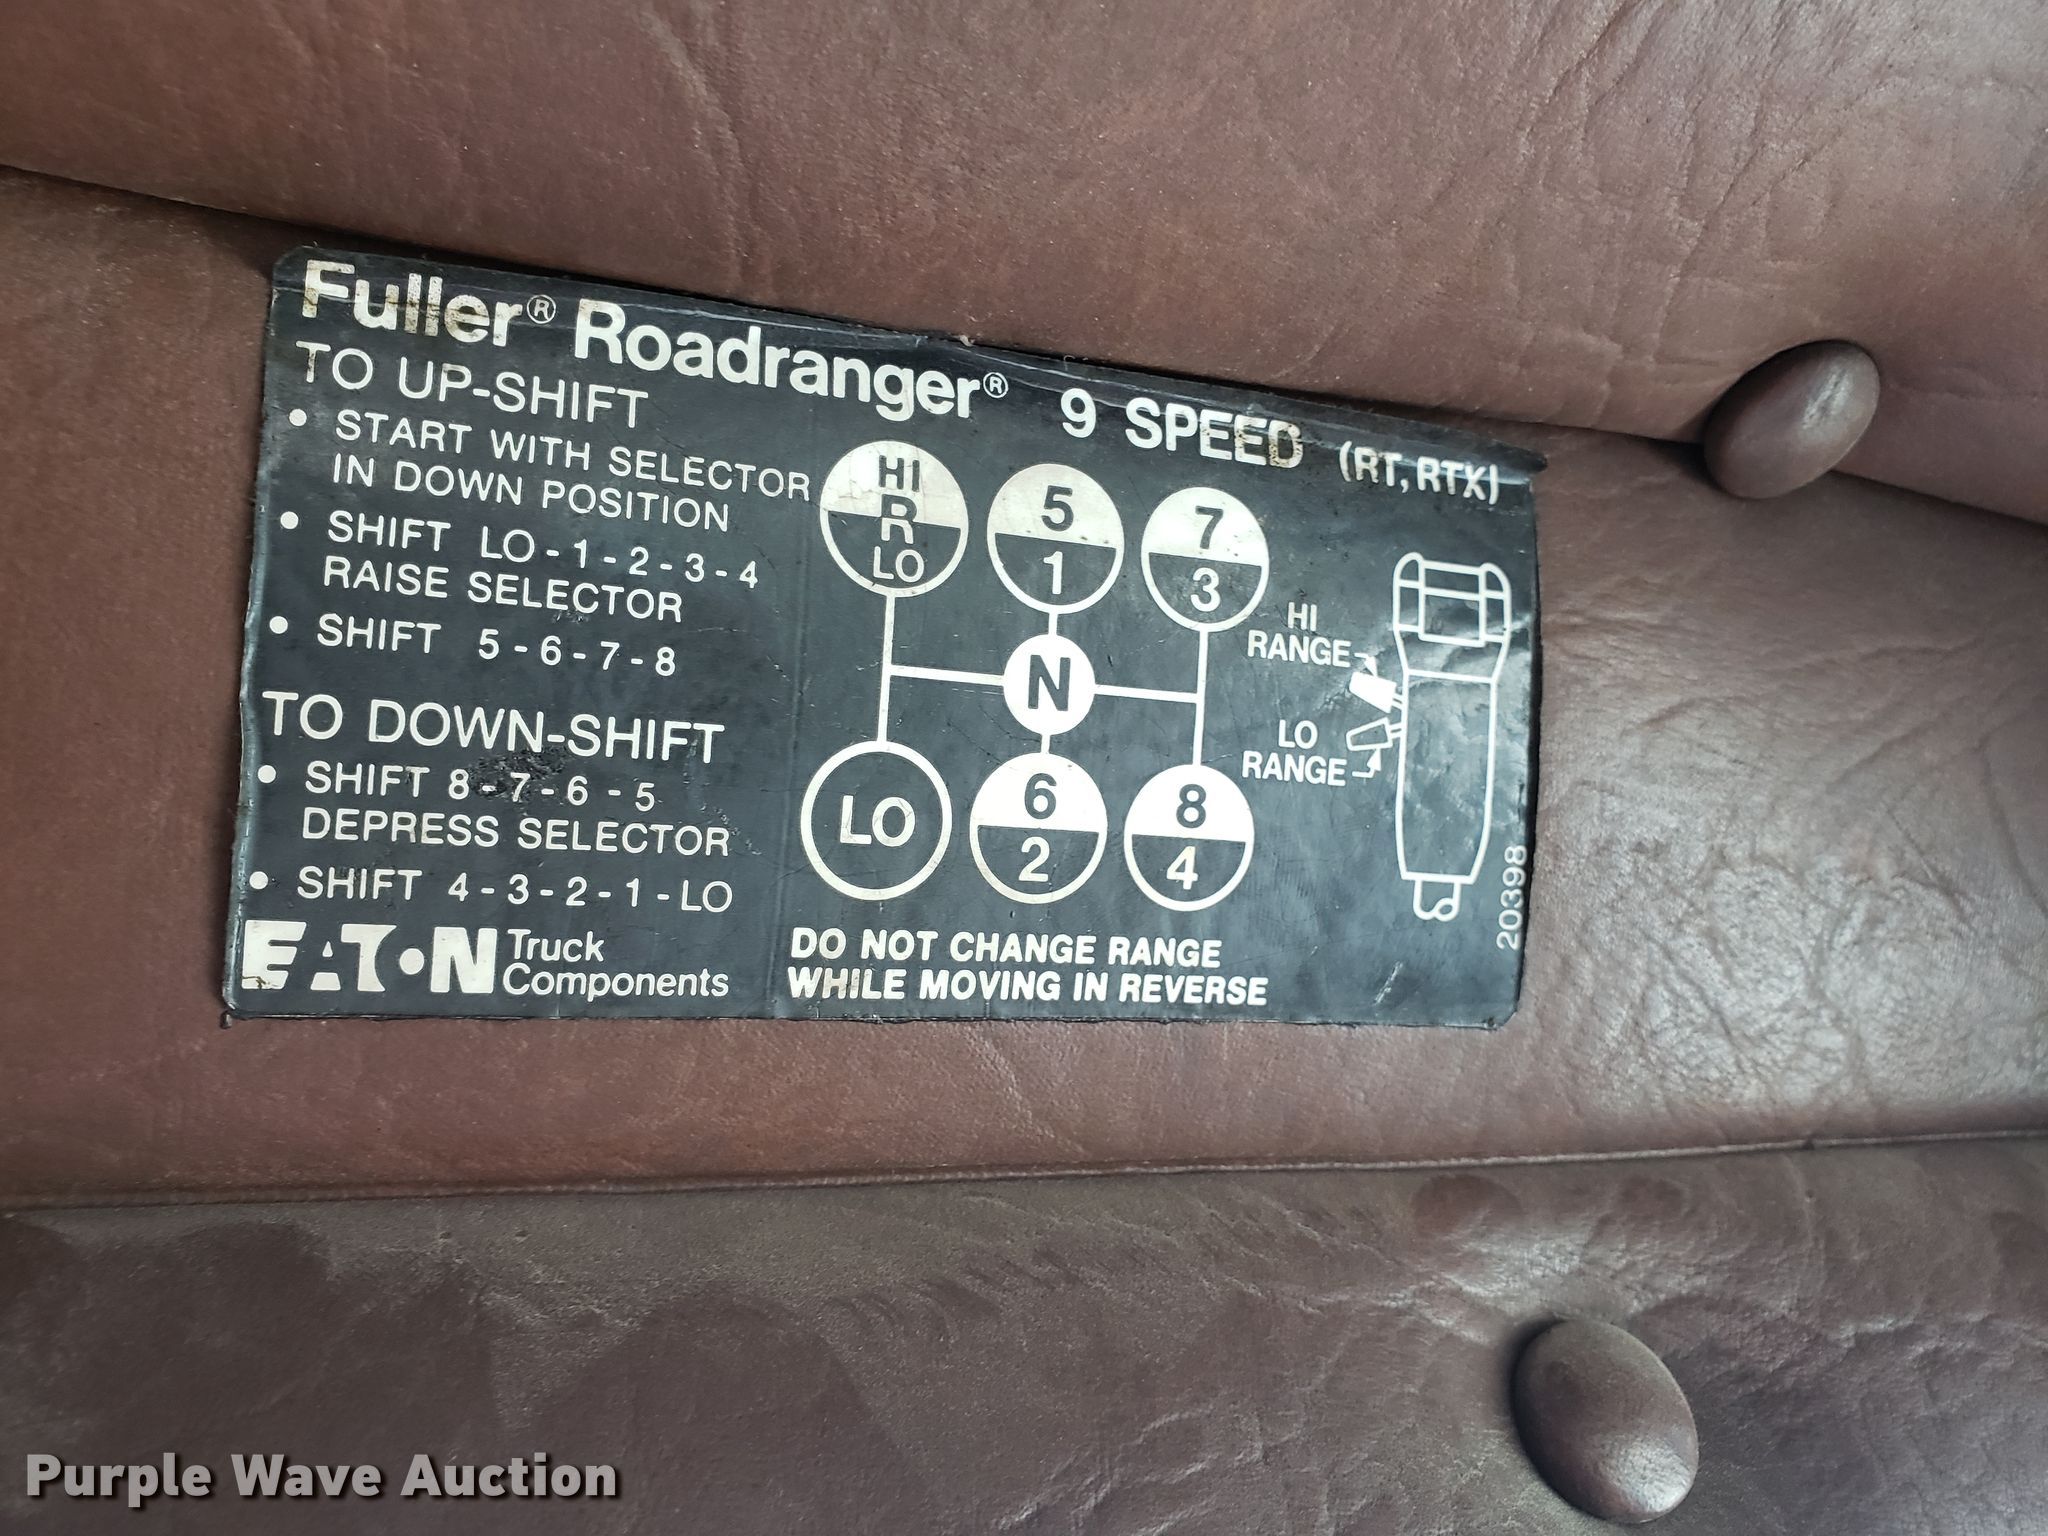 Fuller® Roadranger® 9 SPEED (RT, RTX)
TO UP-SHIFT
• START WITH SELECTOR
IN DOWN POSITION
• SHIFT LO-1-2-3-4
RAISE SELECTOR
• SHIFT 5-6-7-8
TO DOWN-SHIFT
• SHIFT 8-7-6-5
DEPRESS SELECTOR
• SHIFT 4-3-2-1-LO
EATON Truck
Components
HI
R
LO
5
1
7
3
N
LO
6
2
8
4
HI
RANGE
LO
RANGE
DO NOT CHANGE RANGE
WHILE MOVING IN REVERSE
20398
Purple Wave Auction